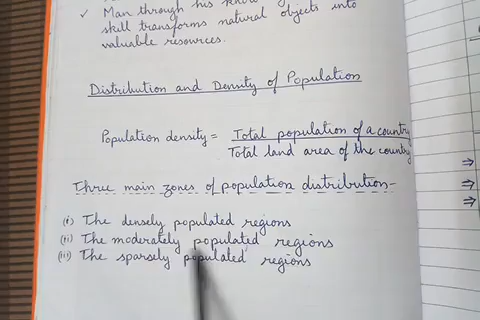 ✓ Man through his
skill transforms natural objects into
valuable resources.
Distribution and Density of Population
Population density = Total population of a country
Total land area of the country
Three main zones of population distribution-
(i) The densely populated regions
(ii) The moderately populated regions
(iii) The sparsely populated regions
⇒
⇒
⇒